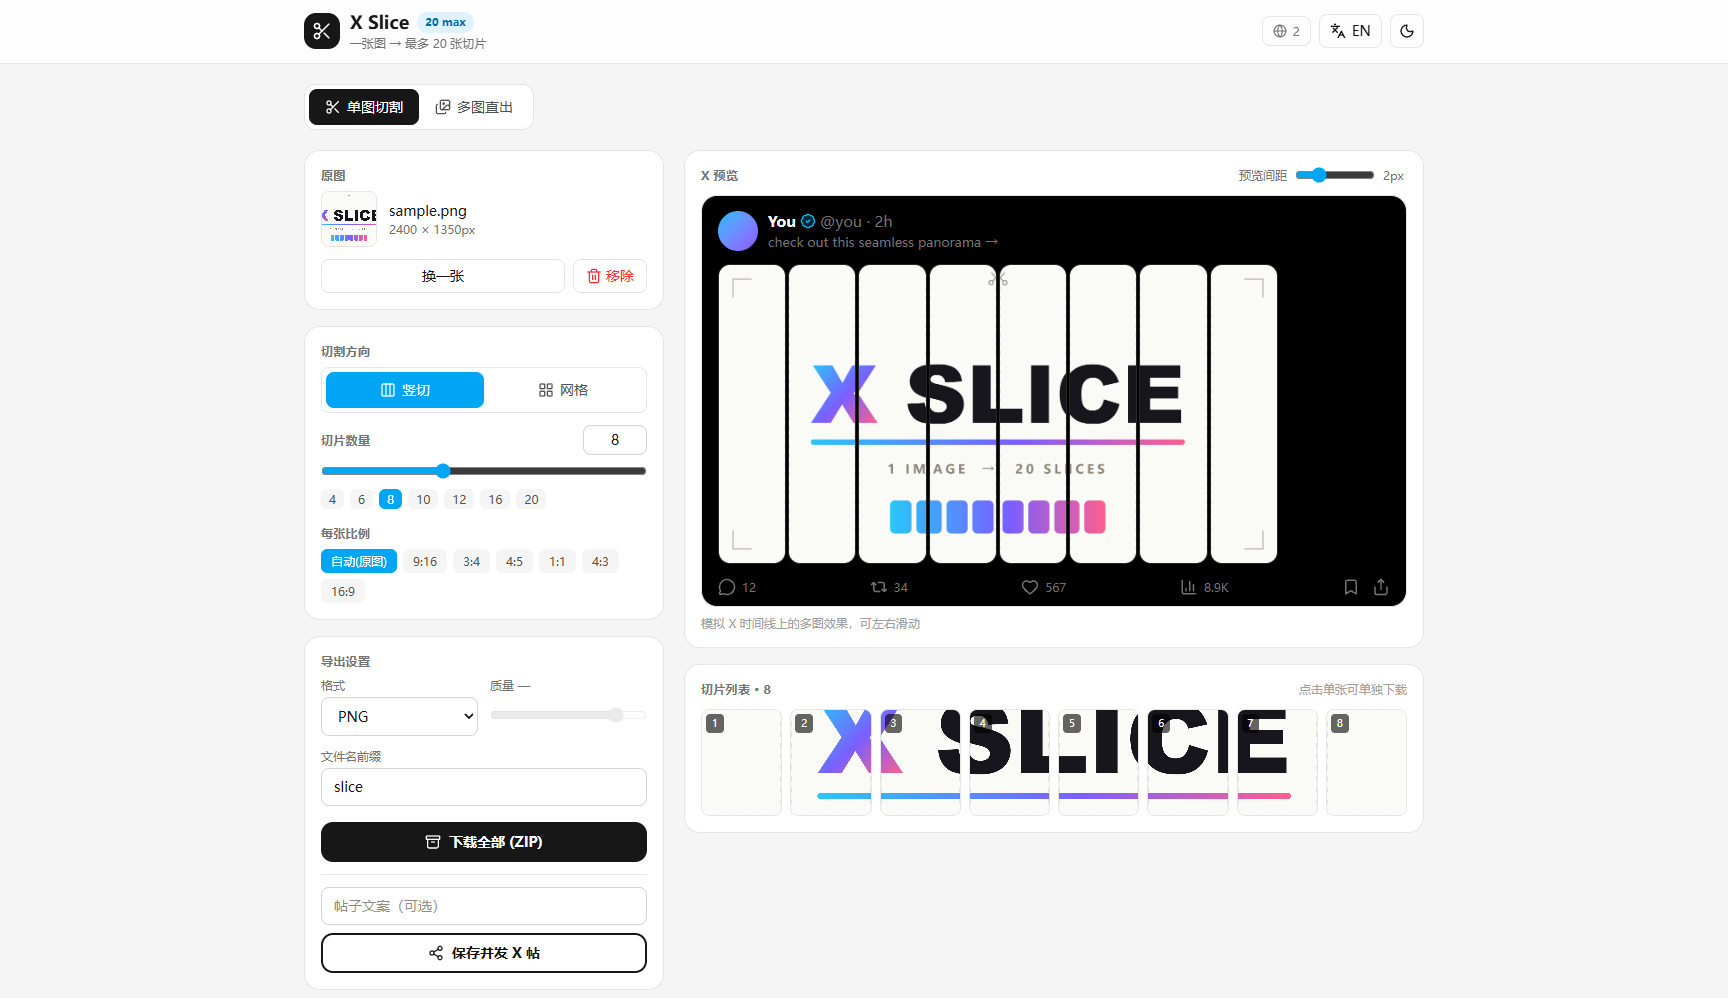 X Slice 20 max
一张图 → 最多 20 张切片
2
EN
单图切割
多图直出
原图
X SLICE
sample.png
2400 × 1350px
换一张
移除
切割方向
竖切
网格
切片数量
8
4 6 8 10 12 16 20
每张比例
自动(原图) 9:16 3:4 4:5 1:1 4:3
16:9
导出设置
格式
质量 —
PNG
文件名前缀
slice
下载全部 (ZIP)
帖子文案（可选）
保存并发 X 帖
X 预览
预览间距
2px
You @you · 2h
check out this seamless panorama →
X SLICE
1 IMAGE → 20 SLICES
12
34
567
8.9K
模拟 X 时间线上的多图效果，可左右滑动
切片列表 • 8
点击单张可单独下载
1 2 3 4 5 6 7 8
X SLICE